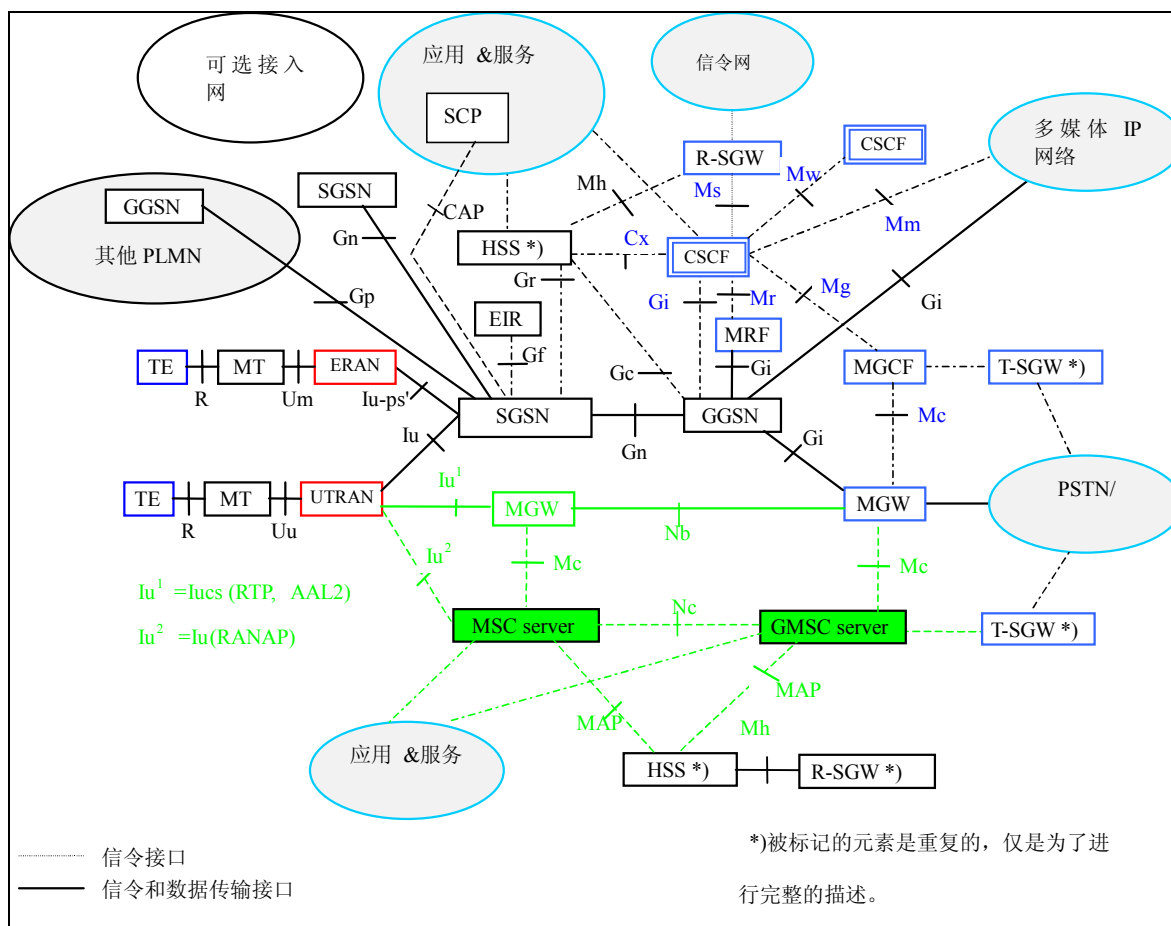 可选接入
网
应用 &服务
SCP
信令网
多媒体 IP
网络
R-SGW
CSCF
Mh
Ms
Mw
Mm
SGSN
GGSN
其他 PLMN
CAP
Gn
HSS *)
Cx
CSCF
Gr
Gp
Gi
Mr
Mg
Gi
EIR
MRF
Gf
Gc
Gi
TE
MT
ERAN
R
Um
Iu-ps'
MGCF
T-SGW *)
SGSN
GGSN
Mc
Iu
Gn
Gi
Iu¹
TE
MT
UTRAN
R
Uu
MGW
MGW
PSTN/
Nb
Iu²
Mc
Mc
Iu¹ =Iucs (RTP, AAL2)
Iu² =Iu(RANAP)
Nc
MSC server
GMSC server
T-SGW *)
MAP
MAP
Mh
应用 &服务
HSS *)
R-SGW *)
信令接口
信令和数据传输接口
*)被标记的元素是重复的，仅是为了进
行完整的描述。